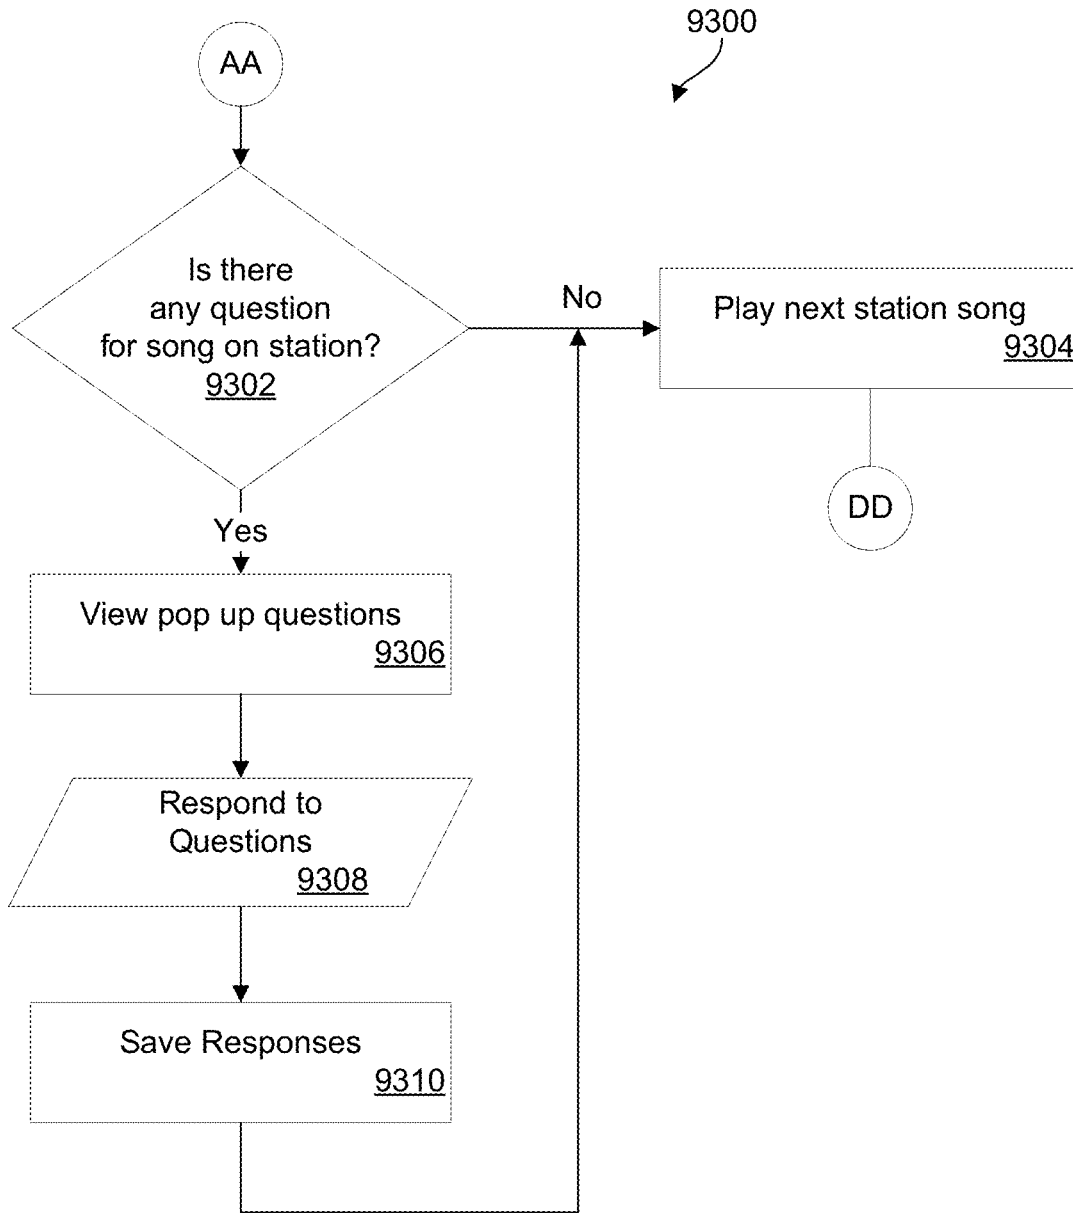 9300
AA
Is there
any question
for song on station?
9302
No
Play next station song
9304
DD
Yes
View pop up questions
9306
Respond to
Questions
9308
Save Responses
9310